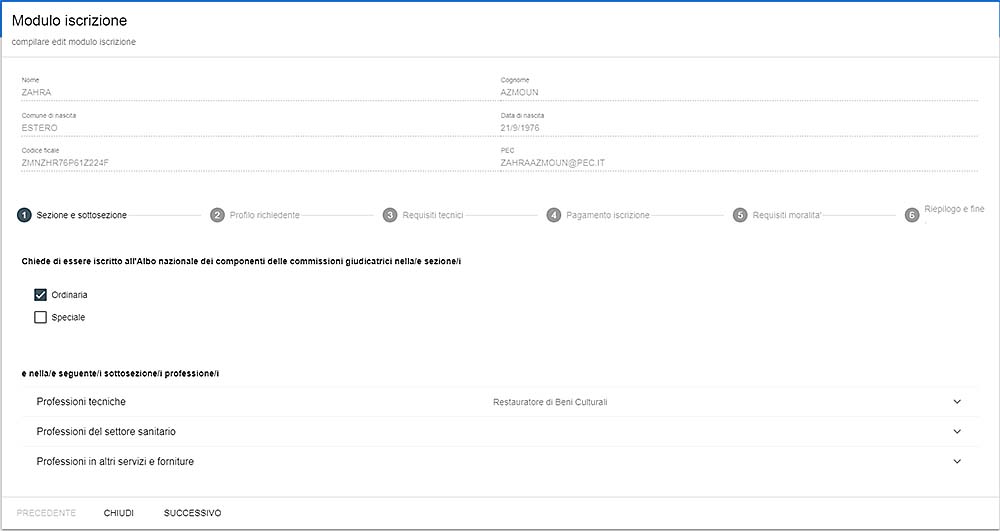 Modulo iscrizione
compilare edit modulo iscrizione
Nome Cognome
ZAHRA AZMOUN
Comune di nascita Data di nascita
ESTERO 21/9/1976
Codice ficale PEC
ZMNZHR76P61Z224F ZAHRAAZMOUN@PEC.IT
1 Sezione e sottosezione 2 Profilo richiedente 3 Requisiti tecnici 4 Pagamento iscrizione 5 Requisiti moralita' 6 Riepilogo e fine
.
Chiede di essere iscritto all'Albo nazionale dei componenti delle commissioni giudicatrici nella/e sezione/i
Ordinaria
Speciale
e nella/e seguente/i sottosezione/i professione/i
Professioni tecniche Restauratore di Beni Culturali
Professioni del settore sanitario
Professioni in altri servizi e forniture
PRECEDENTE CHIUDI SUCCESSIVO